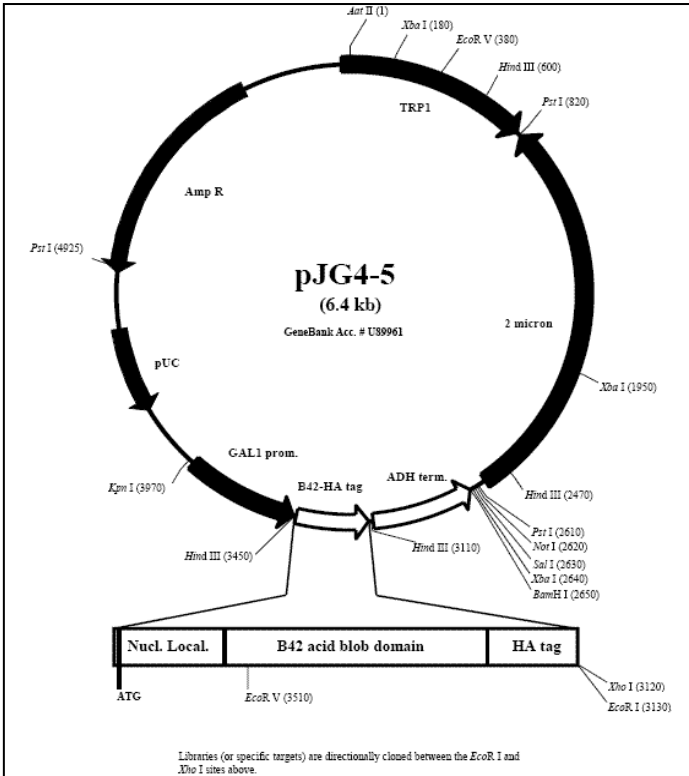 Aat II (1)
Xba I (180)
EcoR V (380)
Hind III (600)
Pst I (820)
TRP1
Amp R
Pst I (4925)
pJG4-5
(6.4 kb)
GeneBank Acc. # U89961
2 micron
pUC
Xba I (1950)
GAL1 prom.
B42-HA tag
ADH term.
Kpn I (3970)
Hind III (2470)
Pst I (2610)
Not I (2620)
Sal I (2630)
Xba I (2640)
BamH I (2650)
Hind III (3450)
Hind III (3110)
Nucl. Local.
B42 acid blob domain
HA tag
ATG
EcoR V (3510)
Xho I (3120)
EcoR I (3130)
Libraries (or specific targets) are directionally cloned between the EcoR I and
Xho I sites above.